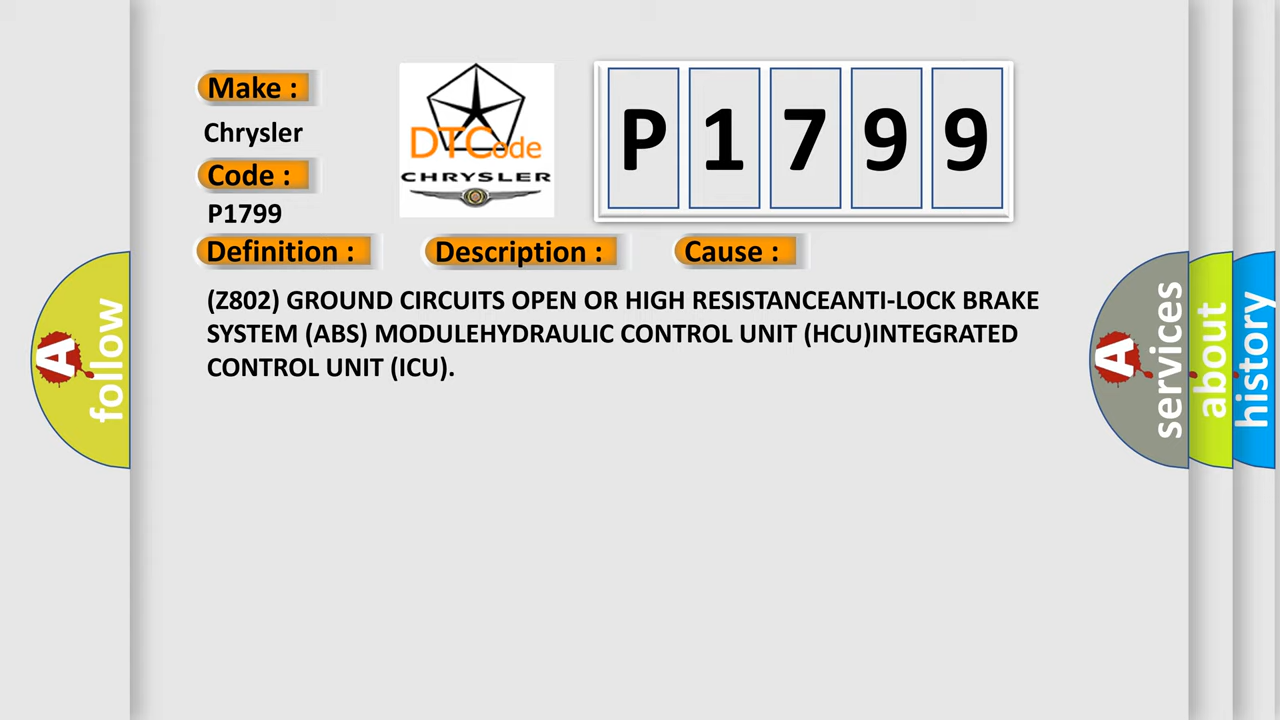 Make :
Chrysler
Code :
P1799
DTCode
CHRYSLER
P 1 7 9 9
Definition :
Description :
Cause :
(Z802) GROUND CIRCUITS OPEN OR HIGH RESISTANCEANTI-LOCK BRAKE
SYSTEM (ABS) MODULEHYDRAULIC CONTROL UNIT (HCU)INTEGRATED
CONTROL UNIT (ICU).
A follow
A services
about
history